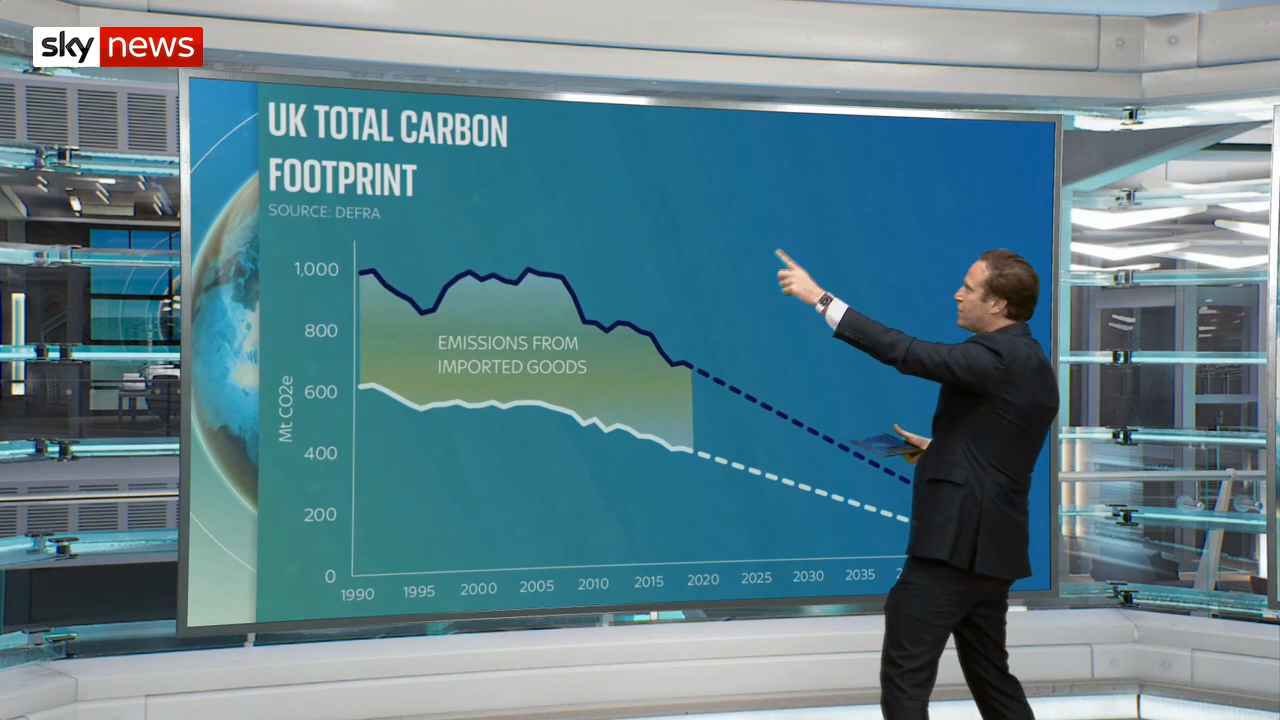 sky news
UK TOTAL CARBON
FOOTPRINT
SOURCE: DEFRA
1,000
800
600
400
200
0
Mt CO2e
EMISSIONS FROM
IMPORTED GOODS
1990 1995 2000 2005 2010 2015 2020 2025 2030 2035